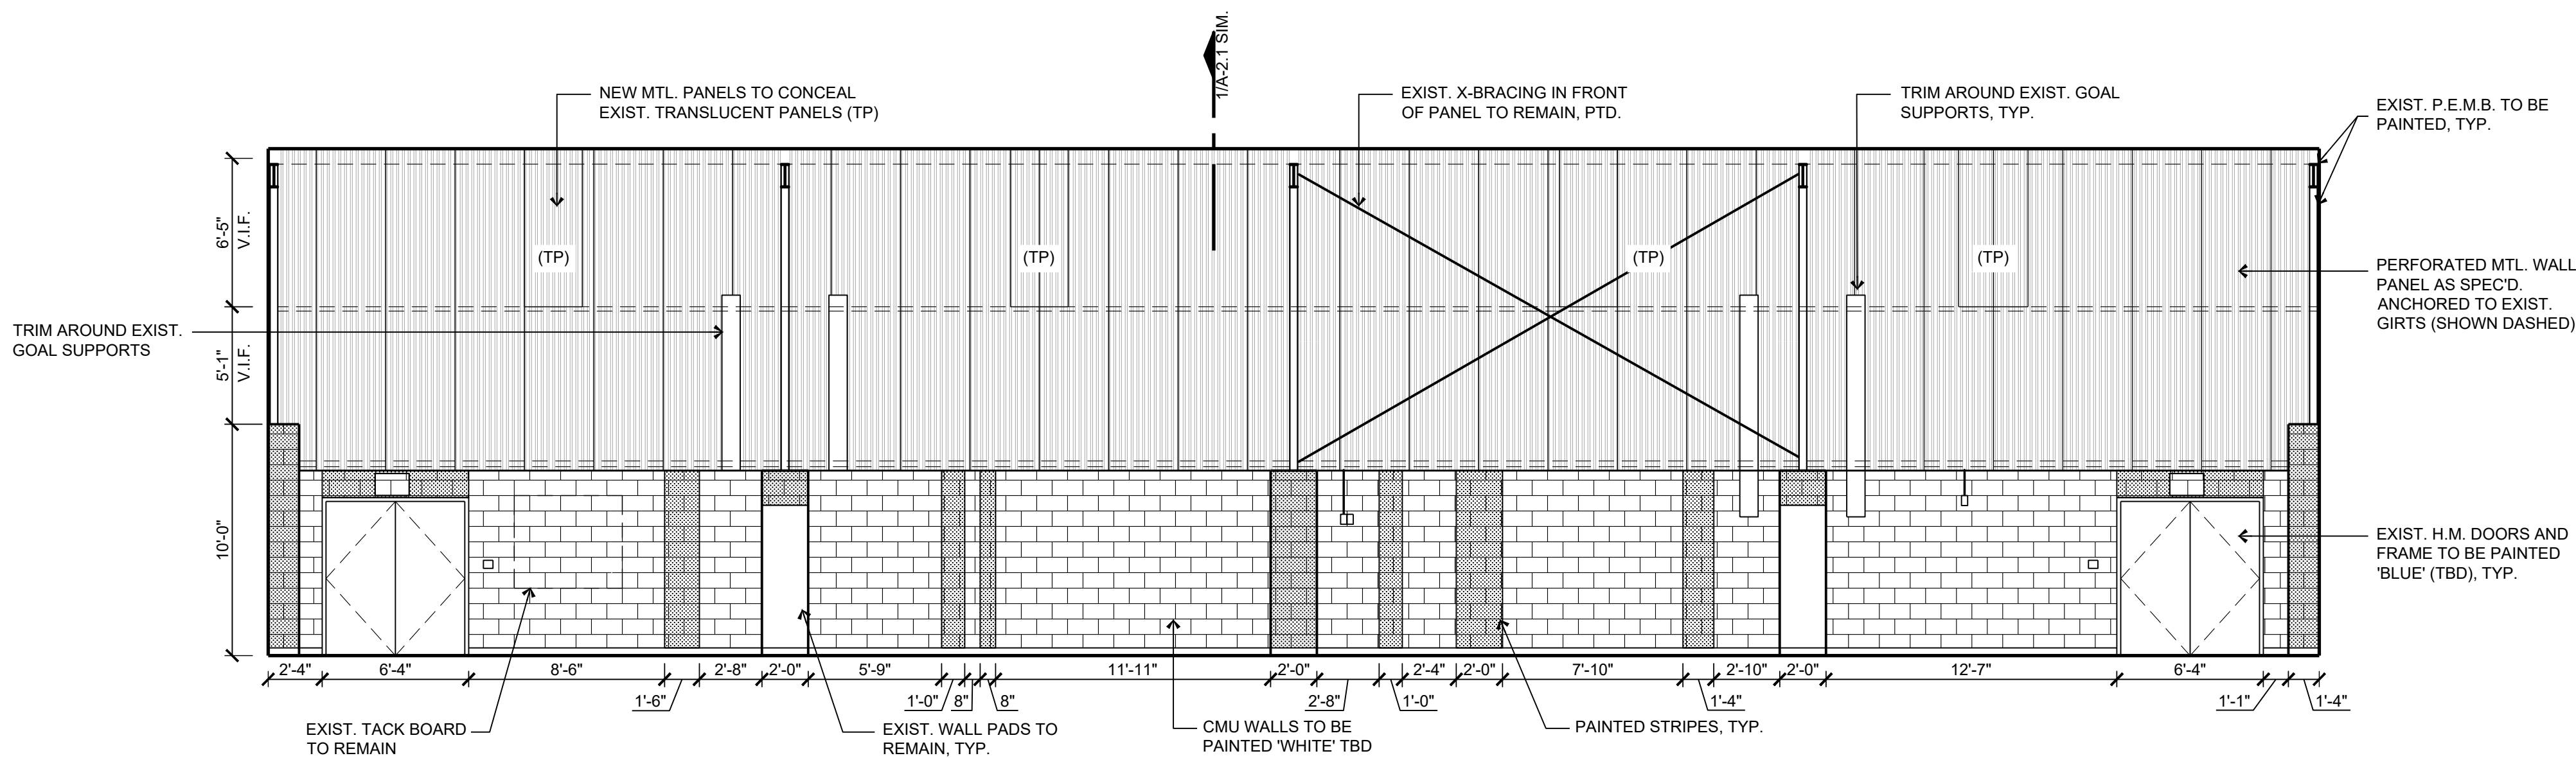 1/A-2.1 SIM.
NEW MTL. PANELS TO CONCEAL
EXIST. TRANSLUCENT PANELS (TP)
EXIST. X-BRACING IN FRONT
OF PANEL TO REMAIN, PTD.
TRIM AROUND EXIST. GOAL
SUPPORTS, TYP.
EXIST. P.E.M.B. TO BE
PAINTED, TYP.
6'-5"
V.I.F.
(TP)
(TP)
(TP)
(TP)
PERFORATED MTL. WALL
PANEL AS SPEC'D.
ANCHORED TO EXIST.
GIRTS (SHOWN DASHED)
TRIM AROUND EXIST.
GOAL SUPPORTS
5'-1"
V.I.F.
10'-0"
EXIST. H.M. DOORS AND
FRAME TO BE PAINTED
'BLUE' (TBD), TYP.
2'-4"
6'-4"
8'-6"
2'-8"
2'-0"
5'-9"
11'-11"
2'-0"
2'-4"
2'-0"
7'-10"
2'-10"
2'-0"
12'-7"
6'-4"
1'-6"
1'-0"
8"
8"
2'-8"
1'-0"
1'-4"
1'-1"
1'-4"
EXIST. TACK BOARD
TO REMAIN
EXIST. WALL PADS TO
REMAIN, TYP.
CMU WALLS TO BE
PAINTED 'WHITE' TBD
PAINTED STRIPES, TYP.